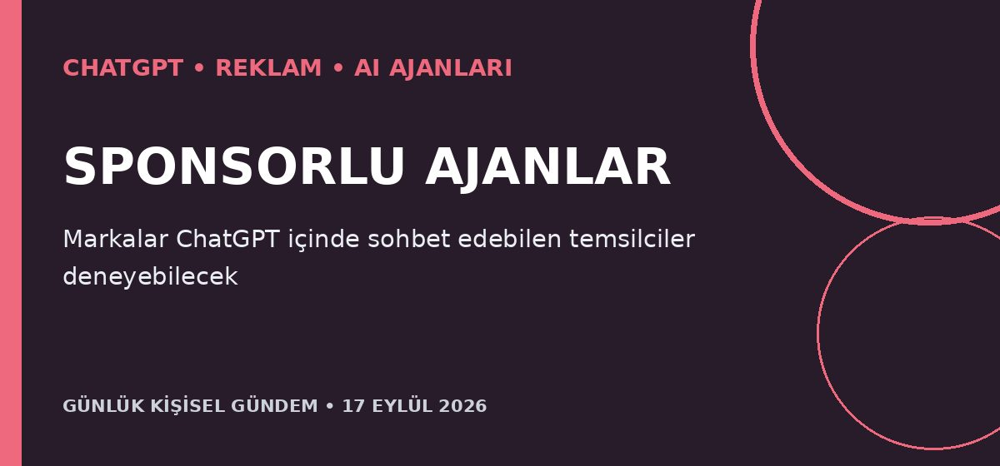 CHATGPT • REKLAM • AI AJANLARI
SPONSORLU AJANLAR
Markalar ChatGPT içinde sohbet edebilen temsilciler
deneyebilecek
GÜNLÜK KİŞİSEL GÜNDEM • 17 EYLÜL 2026